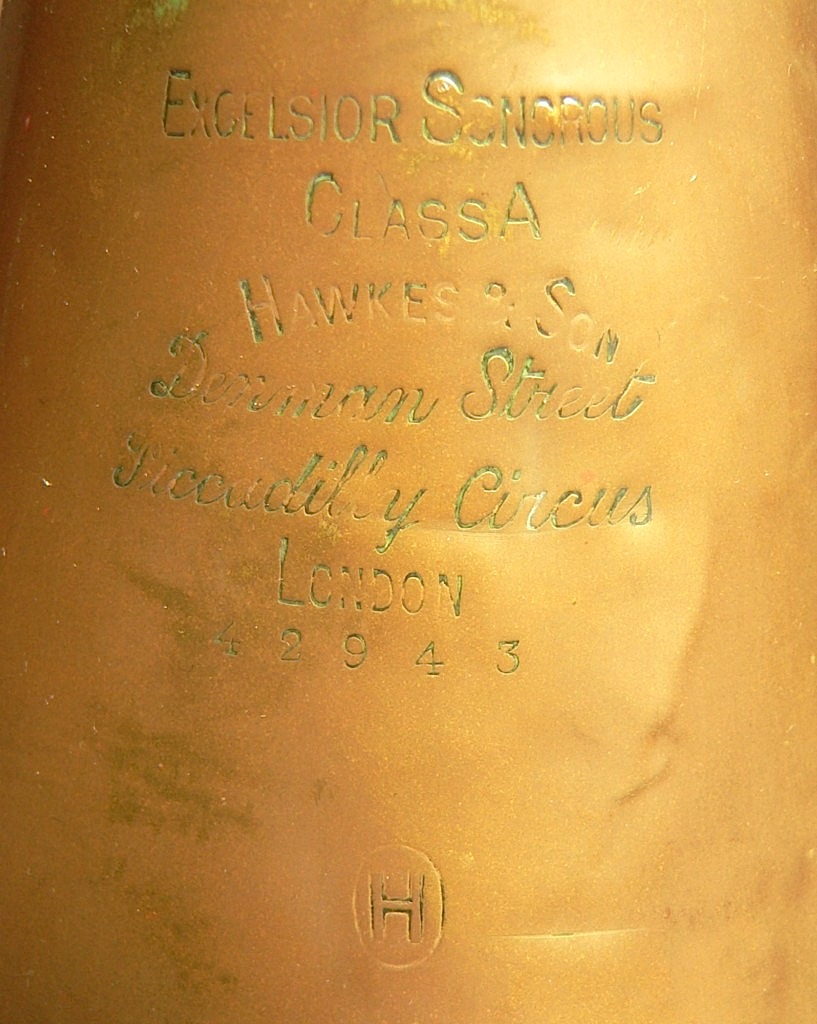 EXCELSIOR SONOROUS
CLASS A
HAWKES & SON
Denman Street
Piccadilly Circus
LONDON
42943
H